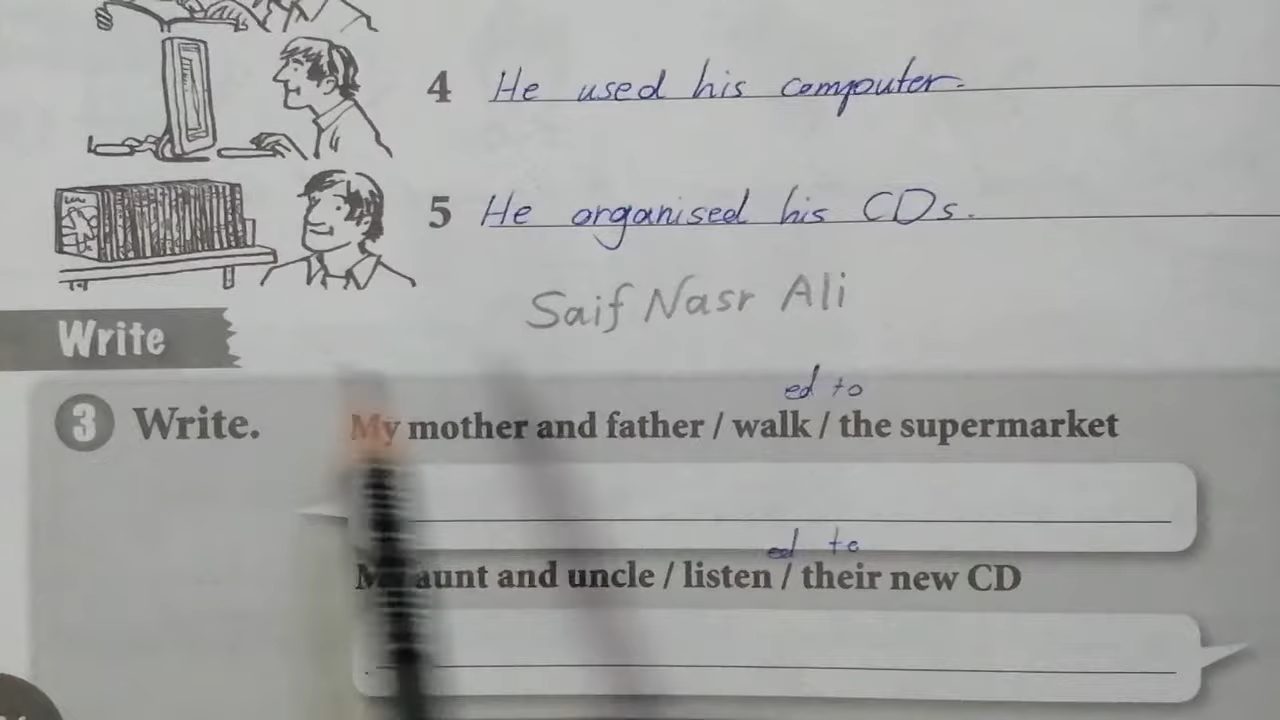 4 He used his computer.
5 He organised his CDs.
Saif Nasr Ali
Write
ed to
3 Write. My mother and father / walk / the supermarket
ed to
My aunt and uncle / listen / their new CD